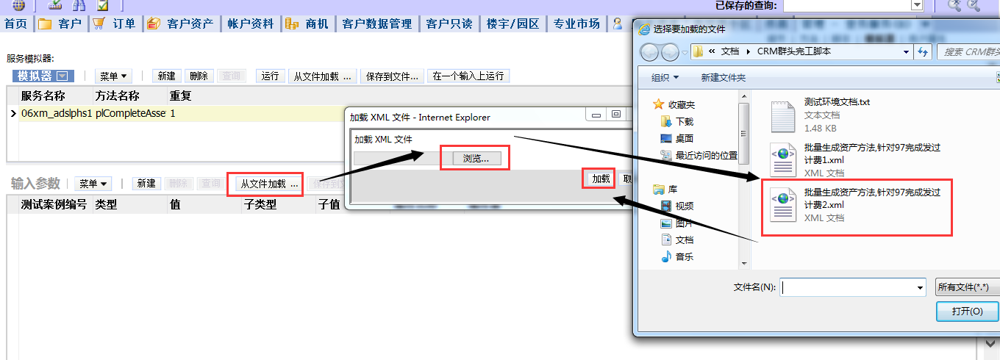 已保存的查询:
首页 客户 订单 客户资产 帐户资料 商机 客户数据管理 客户只读 楼宇/园区 专业市场
服务模拟器:
模拟器 菜单 新建 删除 查询 运行 从文件加载 ... 保存到文件... 在一个输入上运行
服务名称 方法名称 重复
06xm_adslphs1 plCompleteAsse 1
输入参数 菜单 新建 删除 查询 从文件加载 ... 保存到文
测试案例编号 类型 值 子类型 子值
加载 XML 文件 - Internet Explorer
加载 XML 文件
浏览...
加载 取
选择要加载的文件
« 文档 CRM群头完工脚本 搜索 CRM群头
组织 新建文件夹
收藏夹
下载
桌面
最近访问的位置
库
视频
图片
文档
音乐
测试环境文档.txt
文本文档
1.48 KB
批量生成资产方法,针对97完成发过
计费1.xml
XML 文档
批量生成资产方法,针对97完成发过
计费2.xml
XML 文档
文件名(N): 所有文件(*.*)
打开(O)